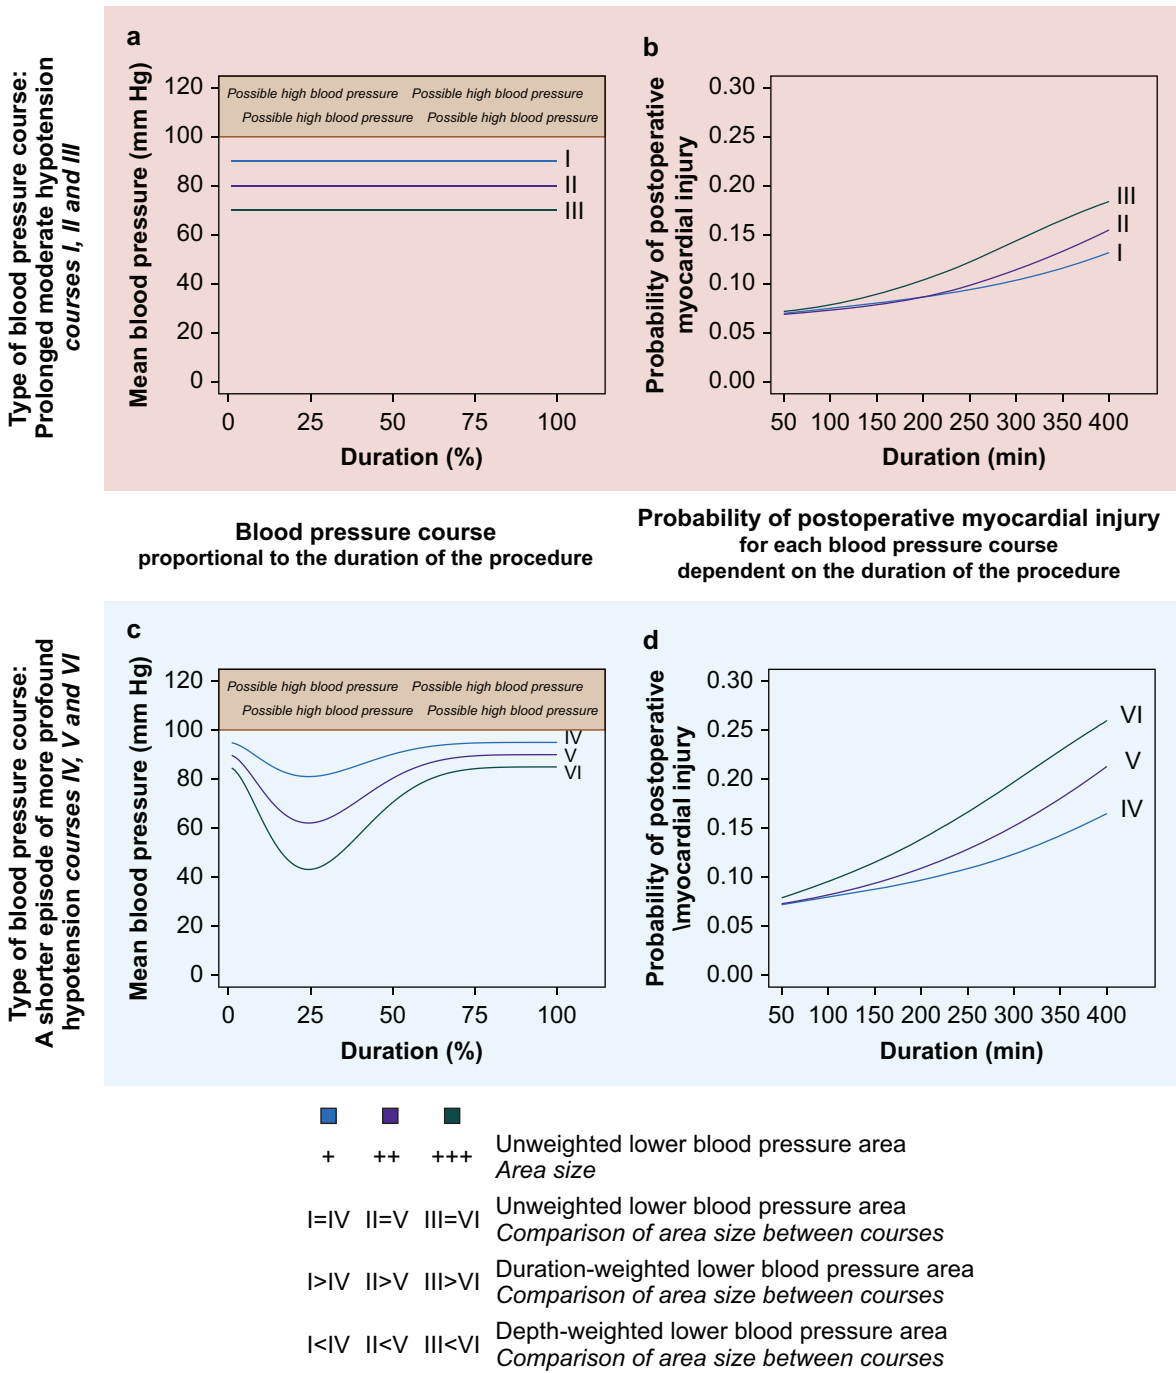 Type of blood pressure course:
Prolonged moderate hypotension
courses I, II and III
a
Mean blood pressure (mm Hg)
120
100
80
60
40
20
0
Possible high blood pressure Possible high blood pressure
Possible high blood pressure Possible high blood pressure
I
II
III
0 25 50 75 100
Duration (%)
b
Probability of postoperative
myocardial injury
0.30
0.25
0.20
0.15
0.10
0.05
0.00
III
II
I
50 100 150 200 250 300 350 400
Duration (min)
Blood pressure course
proportional to the duration of the procedure
Probability of postoperative myocardial injury
for each blood pressure course
dependent on the duration of the procedure
Type of blood pressure course:
A shorter episode of more profound
hypotension courses IV, V and VI
c
Mean blood pressure (mm Hg)
120
100
80
60
40
20
0
Possible high blood pressure Possible high blood pressure
Possible high blood pressure Possible high blood pressure
IV
V
VI
0 25 50 75 100
Duration (%)
d
Probability of postoperative
\myocardial injury
0.30
0.25
0.20
0.15
0.10
0.05
0.00
VI
V
IV
50 100 150 200 250 300 350 400
Duration (min)
+ ++ +++ Unweighted lower blood pressure area
Area size
I=IV II=V III=VI Unweighted lower blood pressure area
Comparison of area size between courses
I>IV II>V III>VI Duration-weighted lower blood pressure area
Comparison of area size between courses
I<IV II<V III<VI Depth-weighted lower blood pressure area
Comparison of area size between courses